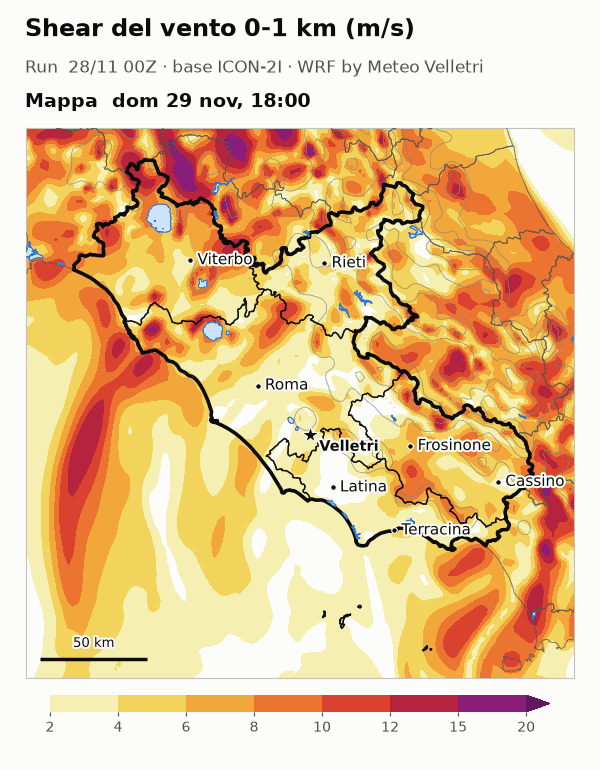 Shear del vento 0-1 km (m/s)
Run  28/11 00Z · base ICON-2I · WRF by Meteo Velletri
Mappa  dom 29 nov, 18:00
Viterbo
Rieti
Roma
Velletri
Frosinone
Latina
Cassino
Terracina
50 km
2 4 6 8 10 12 15 20